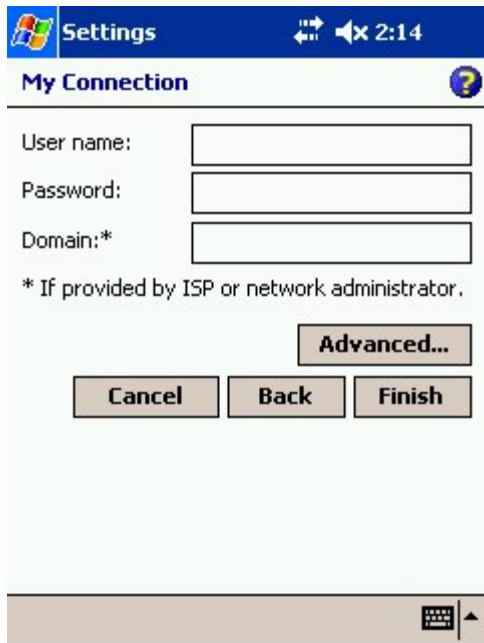 Settings 2:14
My Connection
User name:
Password:
Domain:*
* If provided by ISP or network administrator.
Advanced...
Cancel Back Finish